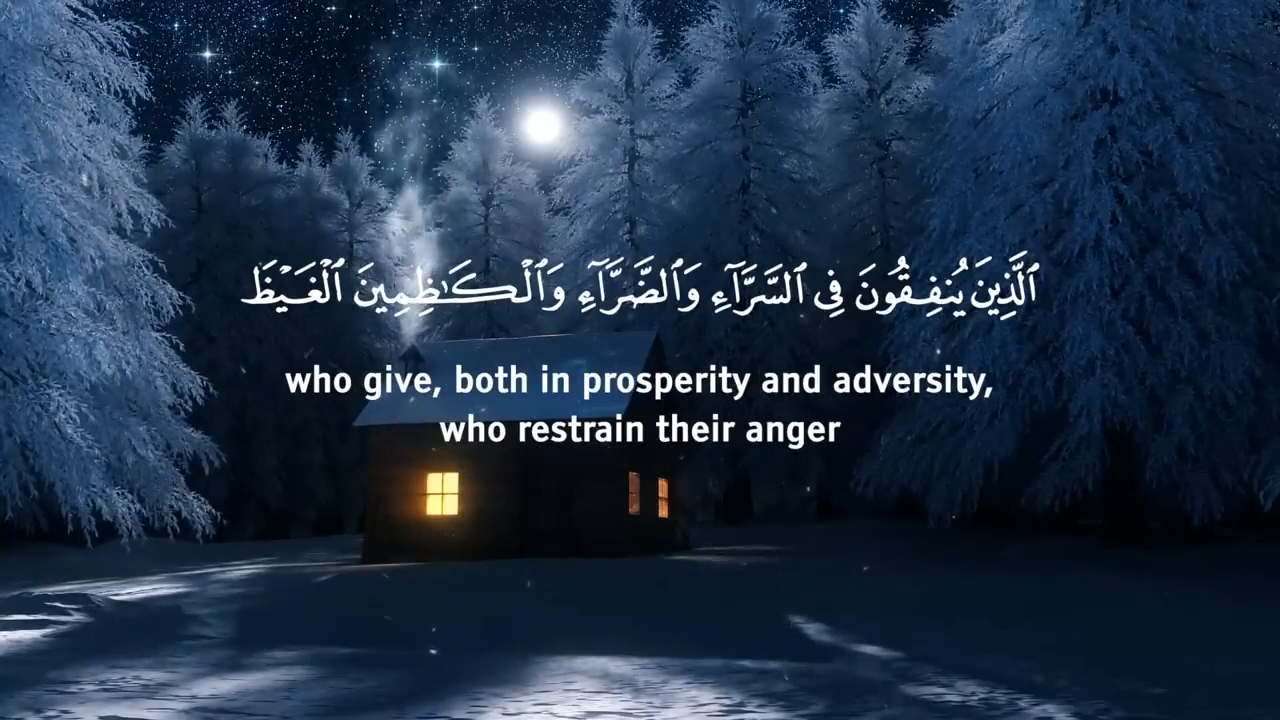 ٱلَّذِينَ يُنفِقُونَ فِى ٱلسَّرَّآءِ وَٱلضَّرَّآءِ وَٱلْكَـٰظِمِينَ ٱلْغَيْظَ
who give, both in prosperity and adversity,
who restrain their anger